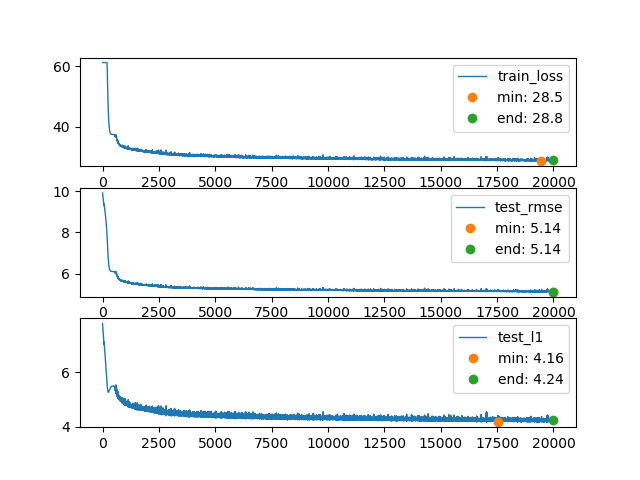 60
40
train_loss
min: 28.5
end: 28.8
0 2500 5000 7500 10000 12500 15000 17500 20000
10
8
6
test_rmse
min: 5.14
end: 5.14
0 2500 5000 7500 10000 12500 15000 17500 20000
6
4
test_l1
min: 4.16
end: 4.24
0 2500 5000 7500 10000 12500 15000 17500 20000